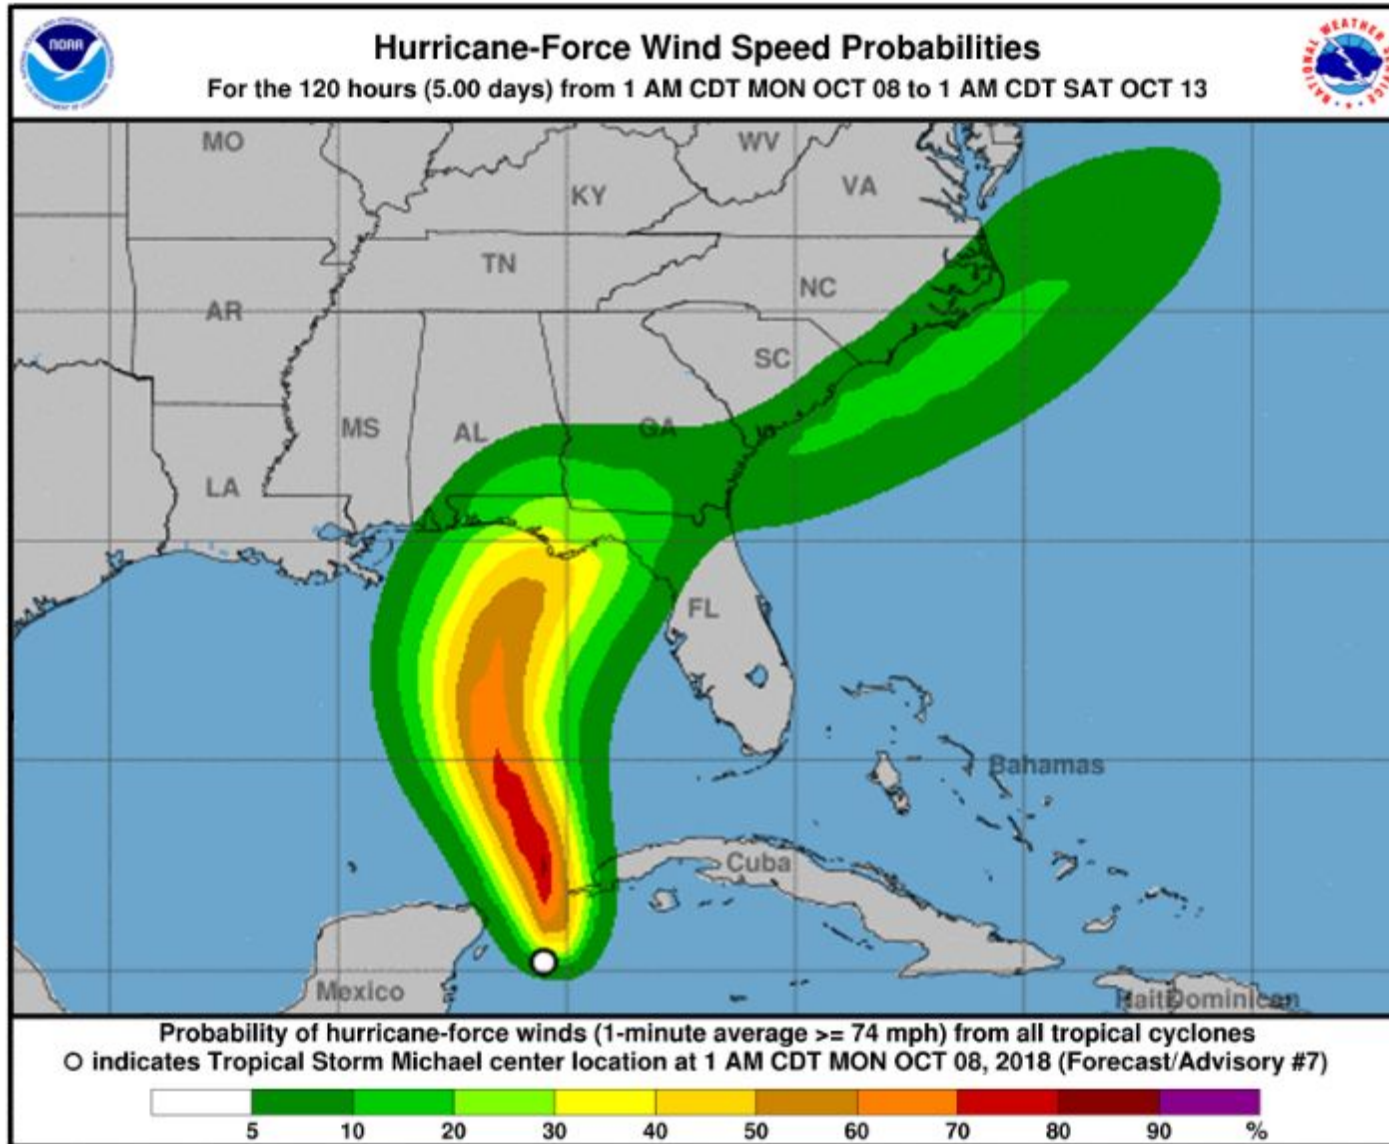 NOAA
NATIONAL WEATHER SERVICE
Hurricane-Force Wind Speed Probabilities
For the 120 hours (5.00 days) from 1 AM CDT MON OCT 08 to 1 AM CDT SAT OCT 13
MO
WV
KY
VA
TN
NC
AR
SC
MS
AL
GA
LA
FL
Bahamas
Cuba
Mexico
Haiti
Dominican
Probability of hurricane-force winds (1-minute average >= 74 mph) from all tropical cyclones
indicates Tropical Storm Michael center location at 1 AM CDT MON OCT 08, 2018 (Forecast/Advisory #7)
5 10 20 30 40 50 60 70 80 90 %